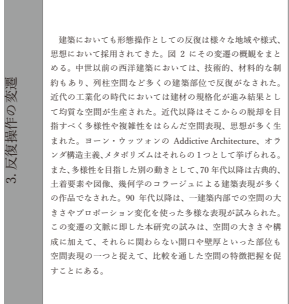 3. 反復操作の変遷
建築においても形態操作としての反復は様々な地域や様式、
思想において採用されてきた。図 2 にその変遷の概観をまと
める。中世以前の西洋建築においては、技術的、材料的な制
約もあり、列柱空間など多くの建築部位で反復がなされた。
近代の工業化の時代においては建材の規格化が進み結果とし
て均質な空間が生産された。近代以降はそこからの脱却を目
指すべく多様性や複雑性をはらんだ空間表現、思想が多く生
まれた。ヨーン・ウッツォンの Addictive Architecture、オラ
ンダ構造主義、メタボリズムはそれらの 1 つとして挙げられる。
また、多様性を目指した別の動きとして、70 年代以降は古典的、
土着要素や図像、幾何学のコラージュによる建築表現が多く
の作品でなされた。90 年代以降は、一建築内部での空間の大
きさやプロポーション変化を使った多様な表現が試みられた。
この変遷の文脈に即した本研究の試みは、空間の大きさや構
成に加えて、それらに関わらない開口や壁厚といった部位も
空間表現の一つと捉えて、比較を通した空間の特徴把握を促
すことにある。